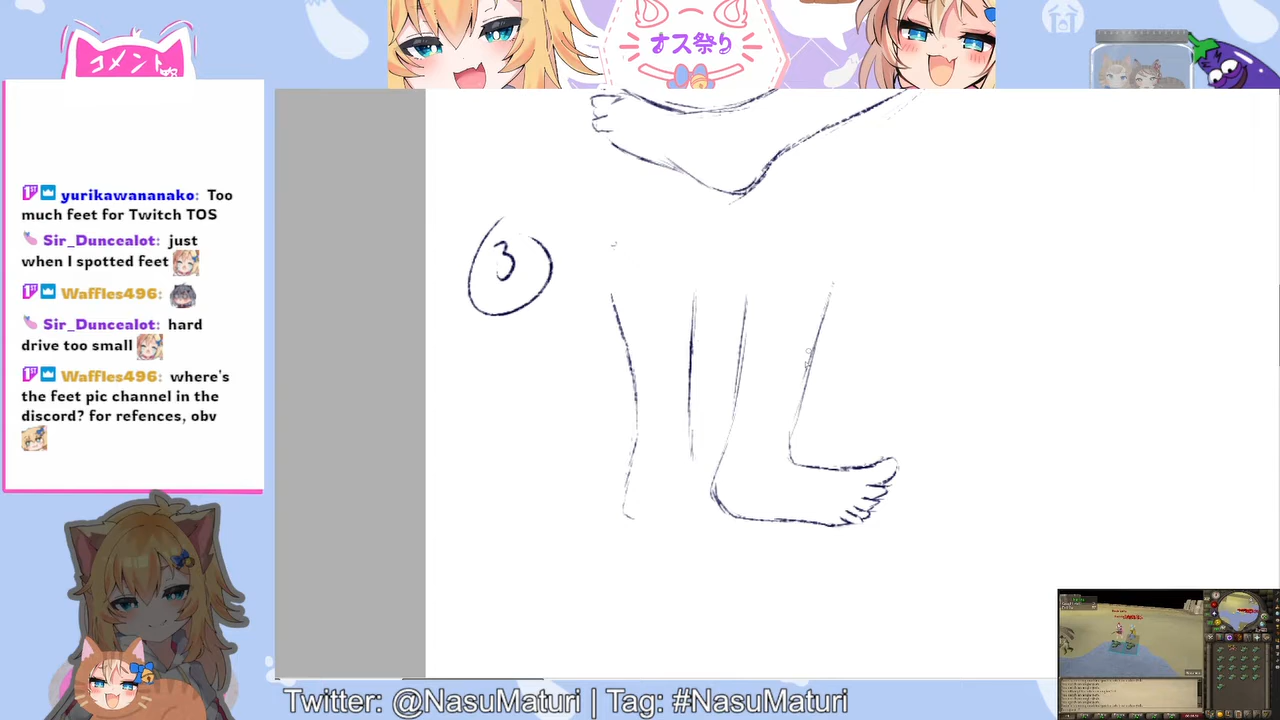 コメント
ナス祭り
yurikawananako: Too
much feet for Twitch TOS
Sir_Duncealot: just
when I spotted feet
Waffles496:
Sir_Duncealot: hard
drive too small
Waffles496: where's
the feet pic channel in the
discord? for refences, obv
3
Twitter: @NasuMaturi | Tag: #NasuMaturi